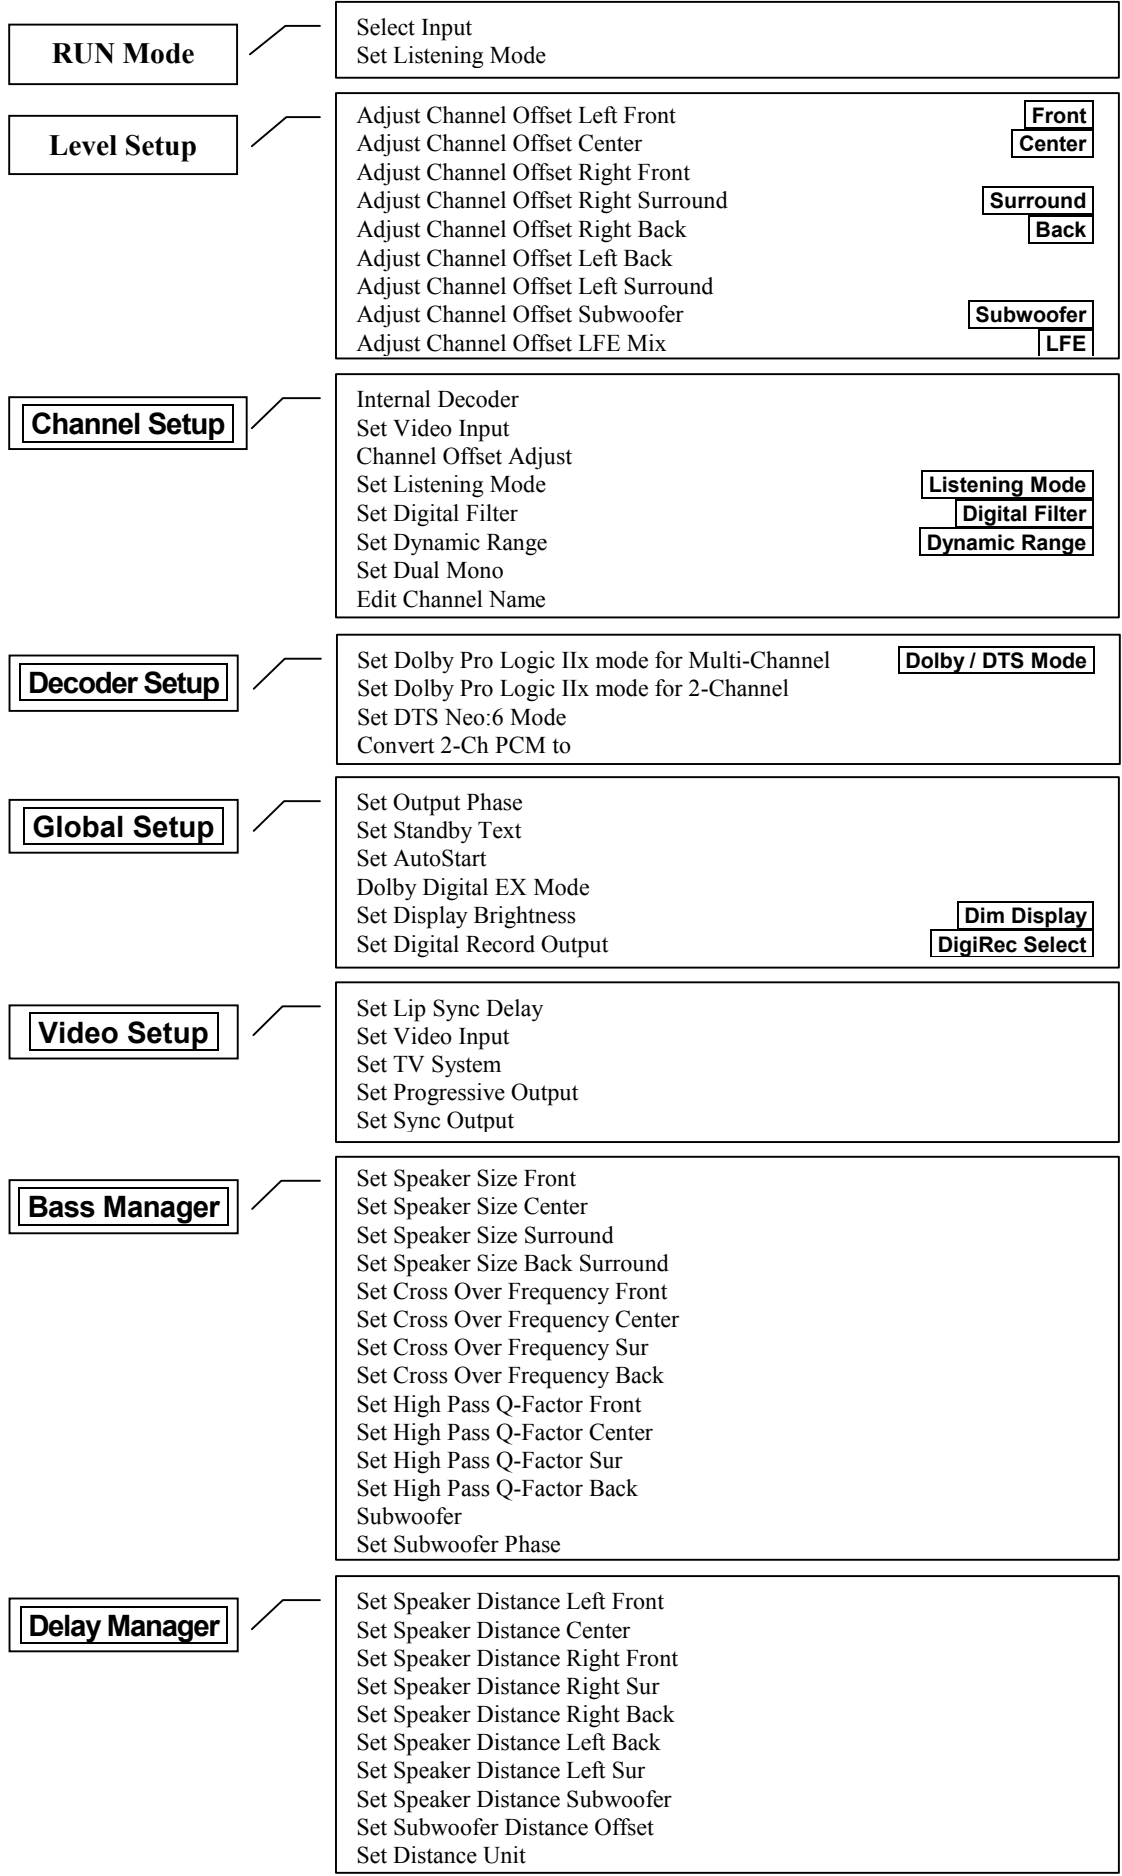 RUN Mode
Select Input
Set Listening Mode
Level Setup
Adjust Channel Offset Left Front Front
Adjust Channel Offset Center Center
Adjust Channel Offset Right Front
Adjust Channel Offset Right Surround Surround
Adjust Channel Offset Right Back Back
Adjust Channel Offset Left Back
Adjust Channel Offset Left Surround
Adjust Channel Offset Subwoofer Subwoofer
Adjust Channel Offset LFE Mix LFE
Channel Setup
Internal Decoder
Set Video Input
Channel Offset Adjust
Set Listening Mode Listening Mode
Set Digital Filter Digital Filter
Set Dynamic Range Dynamic Range
Set Dual Mono
Edit Channel Name
Decoder Setup
Set Dolby Pro Logic IIx mode for Multi-Channel Dolby / DTS Mode
Set Dolby Pro Logic IIx mode for 2-Channel
Set DTS Neo:6 Mode
Convert 2-Ch PCM to
Global Setup
Set Output Phase
Set Standby Text
Set AutoStart
Dolby Digital EX Mode
Set Display Brightness Dim Display
Set Digital Record Output DigiRec Select
Video Setup
Set Lip Sync Delay
Set Video Input
Set TV System
Set Progressive Output
Set Sync Output
Bass Manager
Set Speaker Size Front
Set Speaker Size Center
Set Speaker Size Surround
Set Speaker Size Back Surround
Set Cross Over Frequency Front
Set Cross Over Frequency Center
Set Cross Over Frequency Sur
Set Cross Over Frequency Back
Set High Pass Q-Factor Front
Set High Pass Q-Factor Center
Set High Pass Q-Factor Sur
Set High Pass Q-Factor Back
Subwoofer
Set Subwoofer Phase
Delay Manager
Set Speaker Distance Left Front
Set Speaker Distance Center
Set Speaker Distance Right Front
Set Speaker Distance Right Sur
Set Speaker Distance Right Back
Set Speaker Distance Left Back
Set Speaker Distance Left Sur
Set Speaker Distance Subwoofer
Set Subwoofer Distance Offset
Set Distance Unit